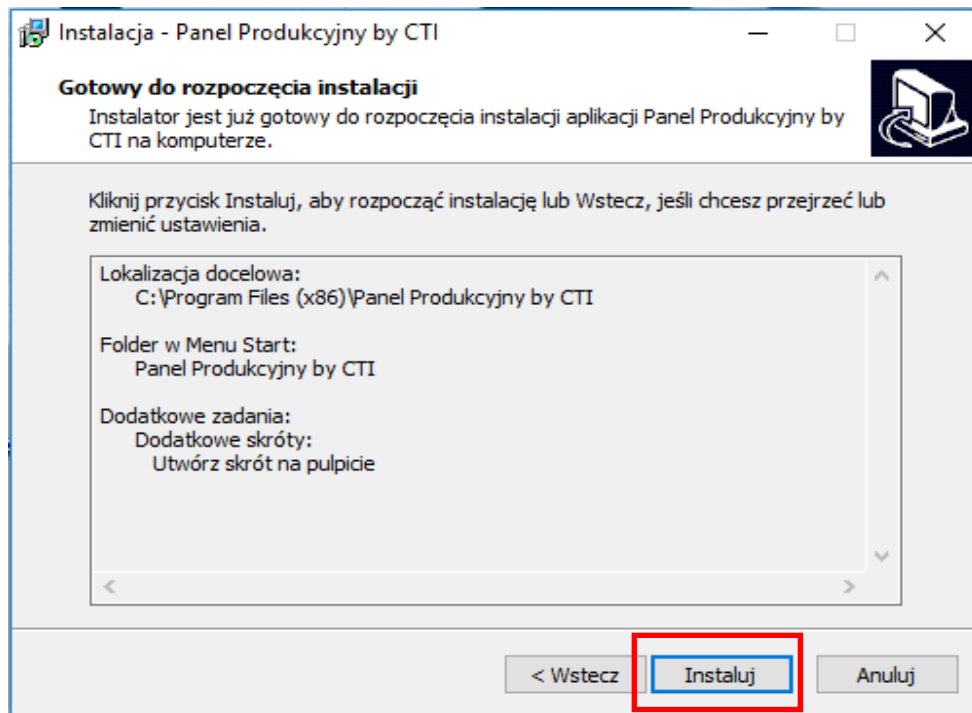 Instalacja - Panel Produkcyjny by CTI
Gotowy do rozpoczęcia instalacji
Instalator jest już gotowy do rozpoczęcia instalacji aplikacji Panel Produkcyjny by
CTI na komputerze.
Kliknij przycisk Instaluj, aby rozpocząć instalację lub Wstecz, jeśli chcesz przejrzeć lub
zmienić ustawienia.
Lokalizacja docelowa:
C:\Program Files (x86)\Panel Produkcyjny by CTI
Folder w Menu Start:
Panel Produkcyjny by CTI
Dodatkowe zadania:
Dodatkowe skróty:
Utwórz skrót na pulpicie
< Wstecz
Instaluj
Anuluj